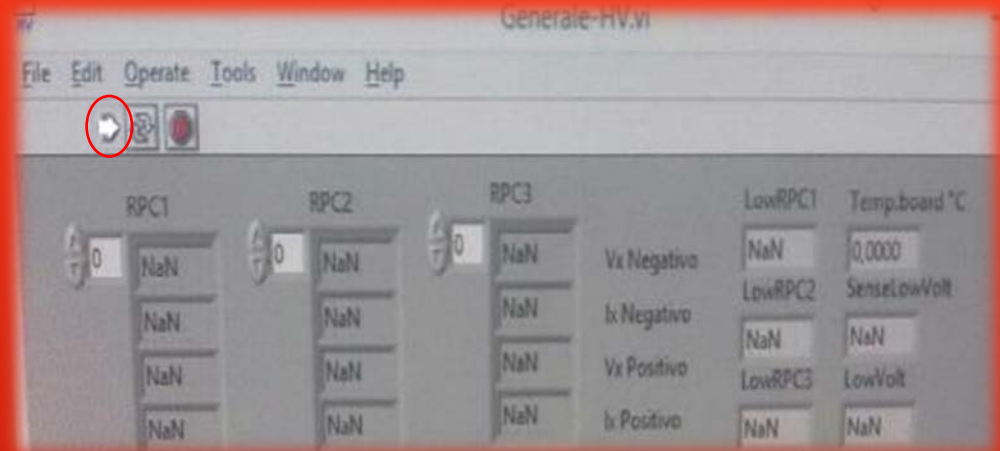 Generale-HV.vi
File Edit Operate Tools Window Help
RPC1 RPC2 RPC3 LowRPC1 Temp.board °C
0 NaN 0 NaN 0 NaN Vx Negativo NaN 0,0000
LowRPC2 SenseLowVolt
NaN NaN NaN Ix Negativo NaN NaN
NaN NaN NaN Vx Positivo LowRPC3 LowVolt
NaN NaN NaN Ix Positivo NaN NaN